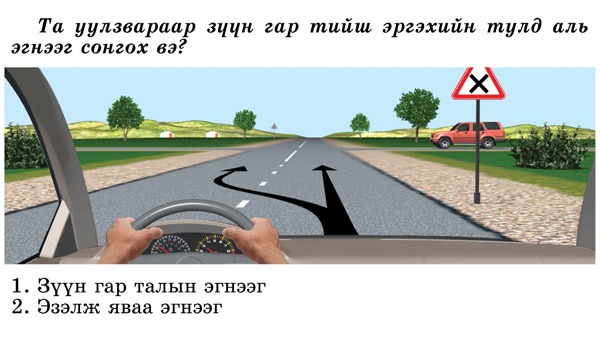 Та уулзвараар зүүн гар тийш эргэхийн тулд аль
эгнээг сонгох вэ?
1. Зүүн гар талын эгнээг
2. Эзэлж яваа эгнээг